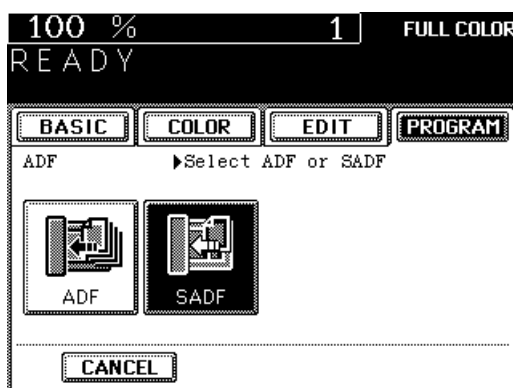 100 % 1 FULL COLOR
READY
BASIC COLOR EDIT PROGRAM
ADF ▶Select ADF or SADF
ADF SADF
CANCEL